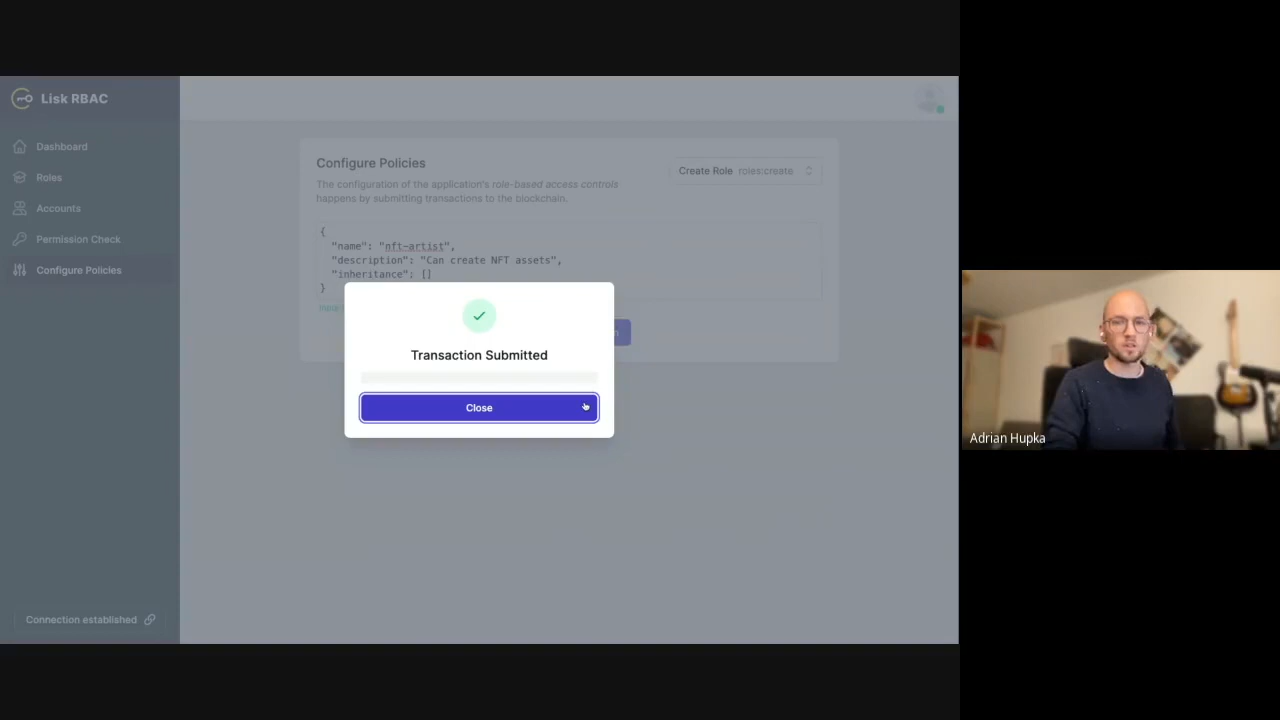 Lisk RBAC
Dashboard
Roles
Accounts
Permission Check
Configure Policies
Connection established
Configure Policies
The configuration of the application's role-based access controls
happens by submitting transactions to the blockchain.
Create Role roles:create
{
"name": "nft-artist",
"description": "Can create NFT assets",
"inheritance": []
}
Transaction Submitted
Close
Adrian Hupka